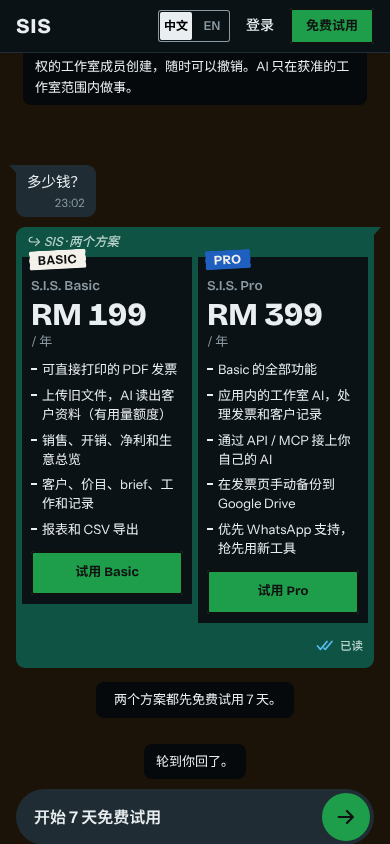 SIS
中文 EN 登录 免费试用
权的工作室成员创建，随时可以撤销。AI 只在获准的工
作室范围内做事。
多少钱？
23:02
SIS · 两个方案
BASIC
S.I.S. Basic
RM 199
/ 年
可直接打印的 PDF 发票
上传旧文件，AI 读出客
户资料（有用量额度）
销售、开销、净利和生
意总览
客户、价目、brief、工
作和记录
报表和 CSV 导出
试用 Basic
PRO
S.I.S. Pro
RM 399
/ 年
Basic 的全部功能
应用内的工作室 AI，处
理发票和客户记录
通过 API / MCP 接上你
自己的 AI
在发票页手动备份到
Google Drive
优先 WhatsApp 支持，
抢先用新工具
试用 Pro
已读
两个方案都先免费试用 7 天。
轮到你回了。
开始 7 天免费试用